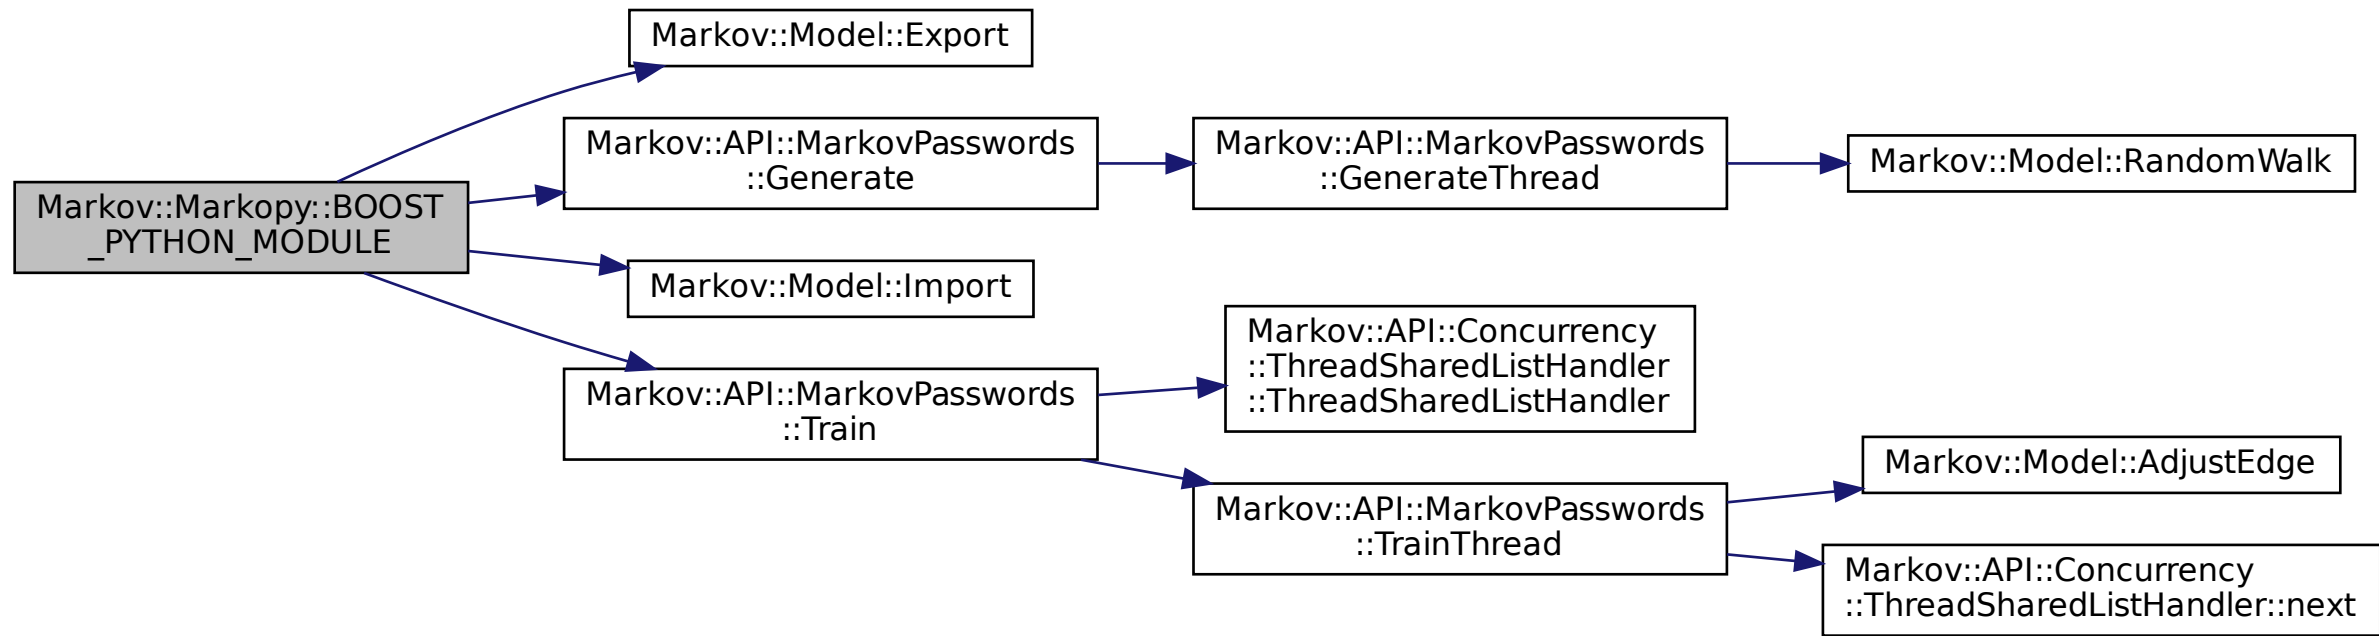 Markov::Markopy::BOOST
_PYTHON_MODULE
Markov::Model::Export
Markov::API::MarkovPasswords
::Generate
Markov::API::MarkovPasswords
::GenerateThread
Markov::Model::RandomWalk
Markov::Model::Import
Markov::API::MarkovPasswords
::Train
Markov::API::Concurrency
::ThreadSharedListHandler
::ThreadSharedListHandler
Markov::API::MarkovPasswords
::TrainThread
Markov::Model::AdjustEdge
Markov::API::Concurrency
::ThreadSharedListHandler::next